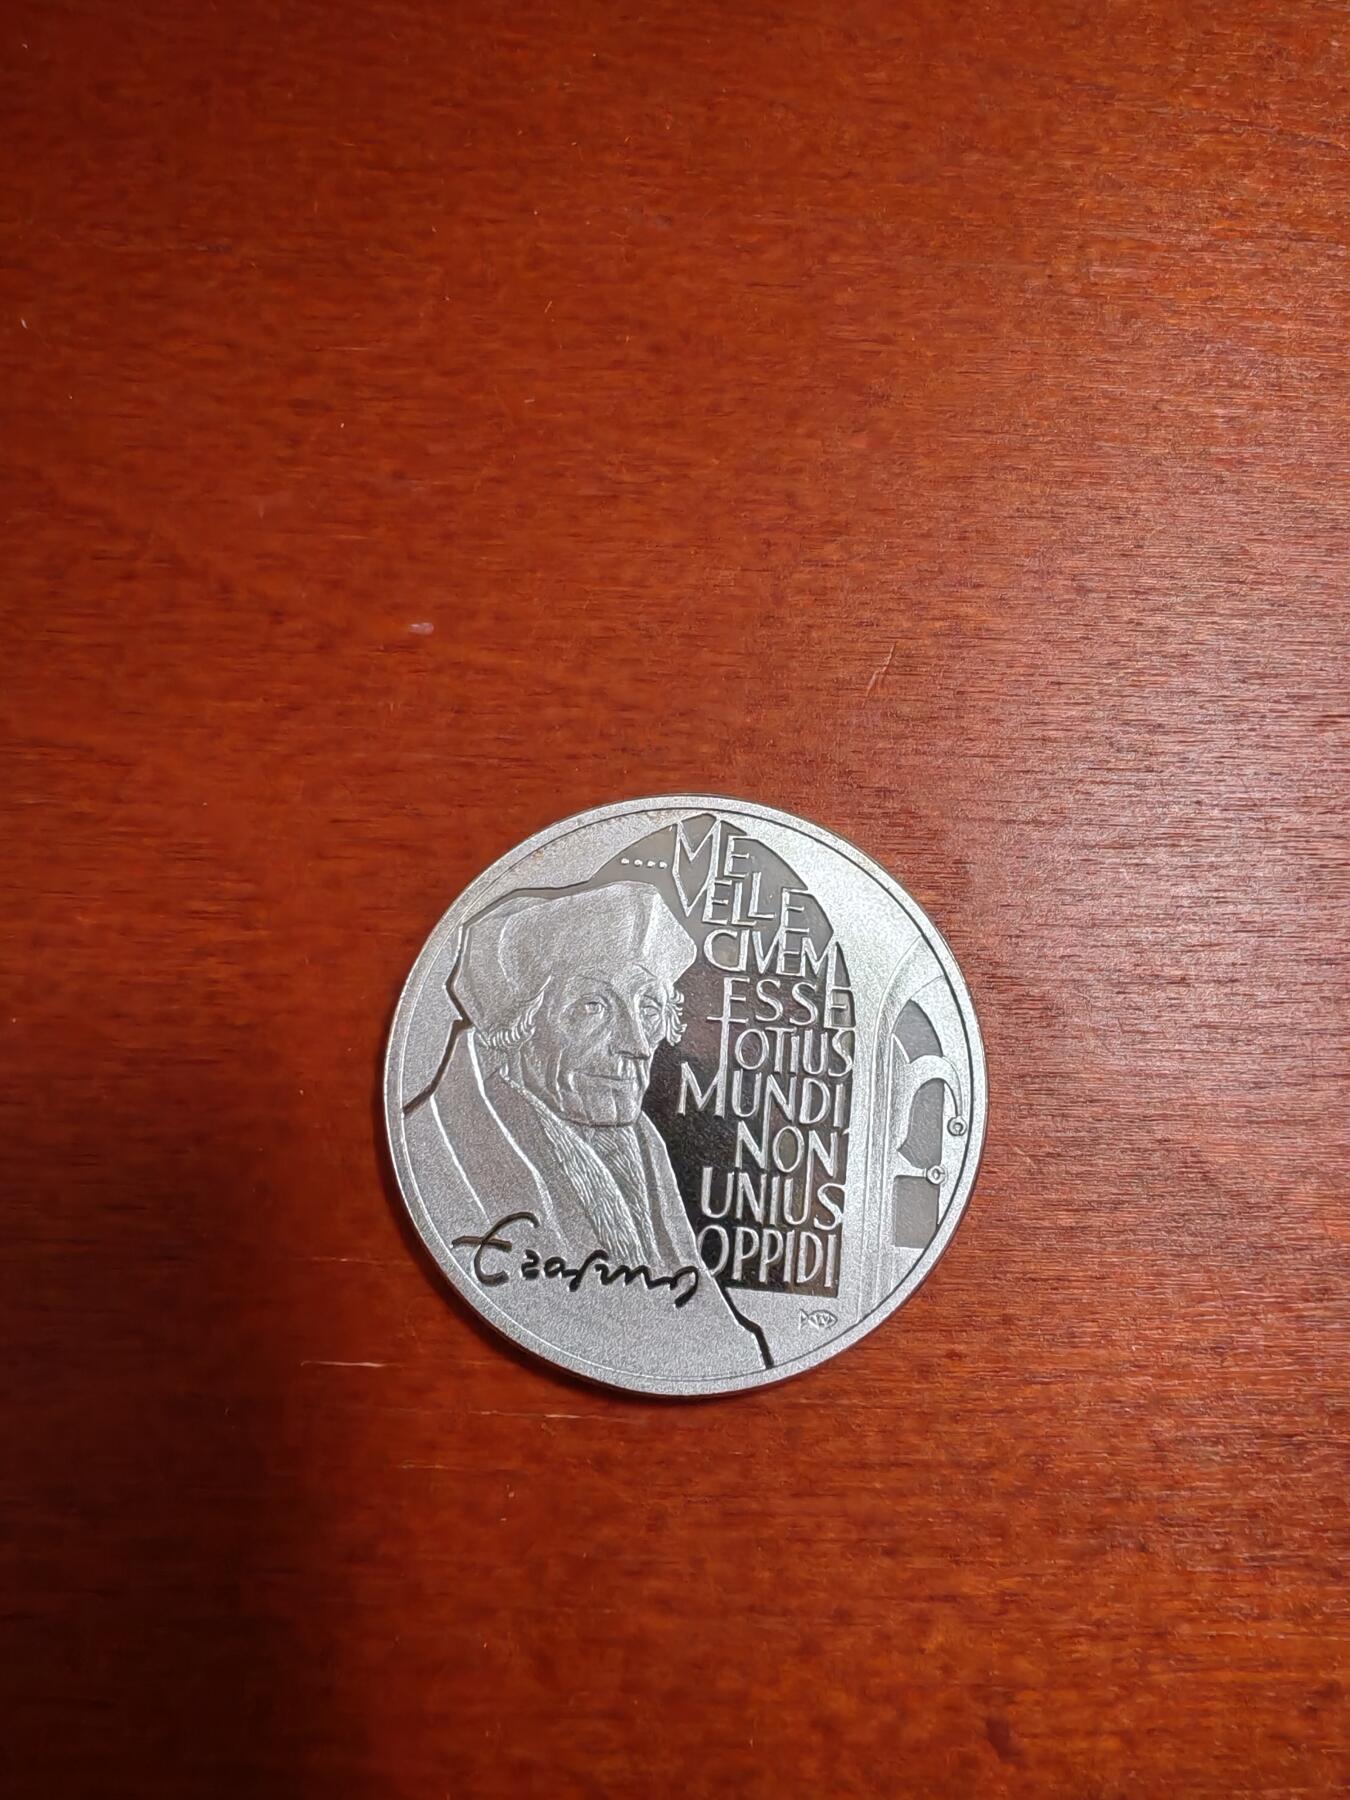 ....ME
VELLE
CIVEM
ESSE
TOTIUS
MUNDI
NON
UNIUS
OPPIDI
Erasmus